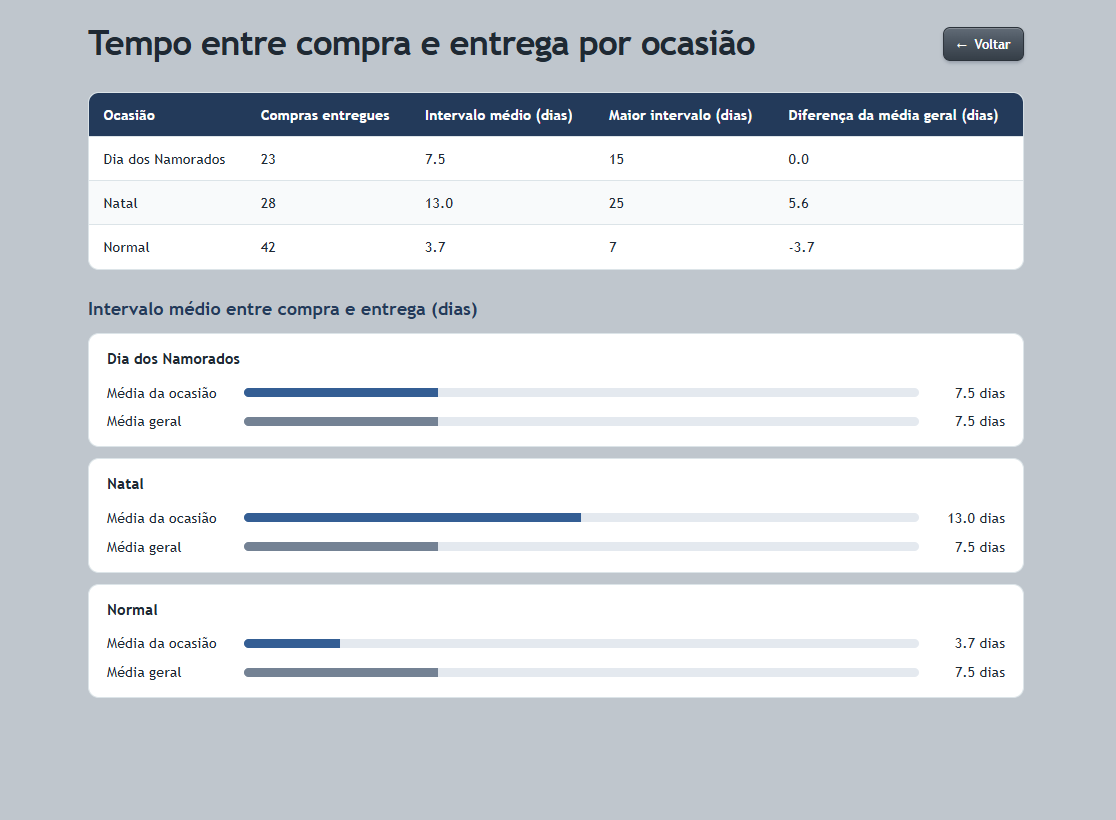 Tempo entre compra e entrega por ocasião
← Voltar
Ocasião Compras entregues Intervalo médio (dias) Maior intervalo (dias) Diferença da média geral (dias)
Dia dos Namorados 23 7.5 15 0.0
Natal 28 13.0 25 5.6
Normal 42 3.7 7 -3.7
Intervalo médio entre compra e entrega (dias)
Dia dos Namorados
Média da ocasião 7.5 dias
Média geral 7.5 dias
Natal
Média da ocasião 13.0 dias
Média geral 7.5 dias
Normal
Média da ocasião 3.7 dias
Média geral 7.5 dias